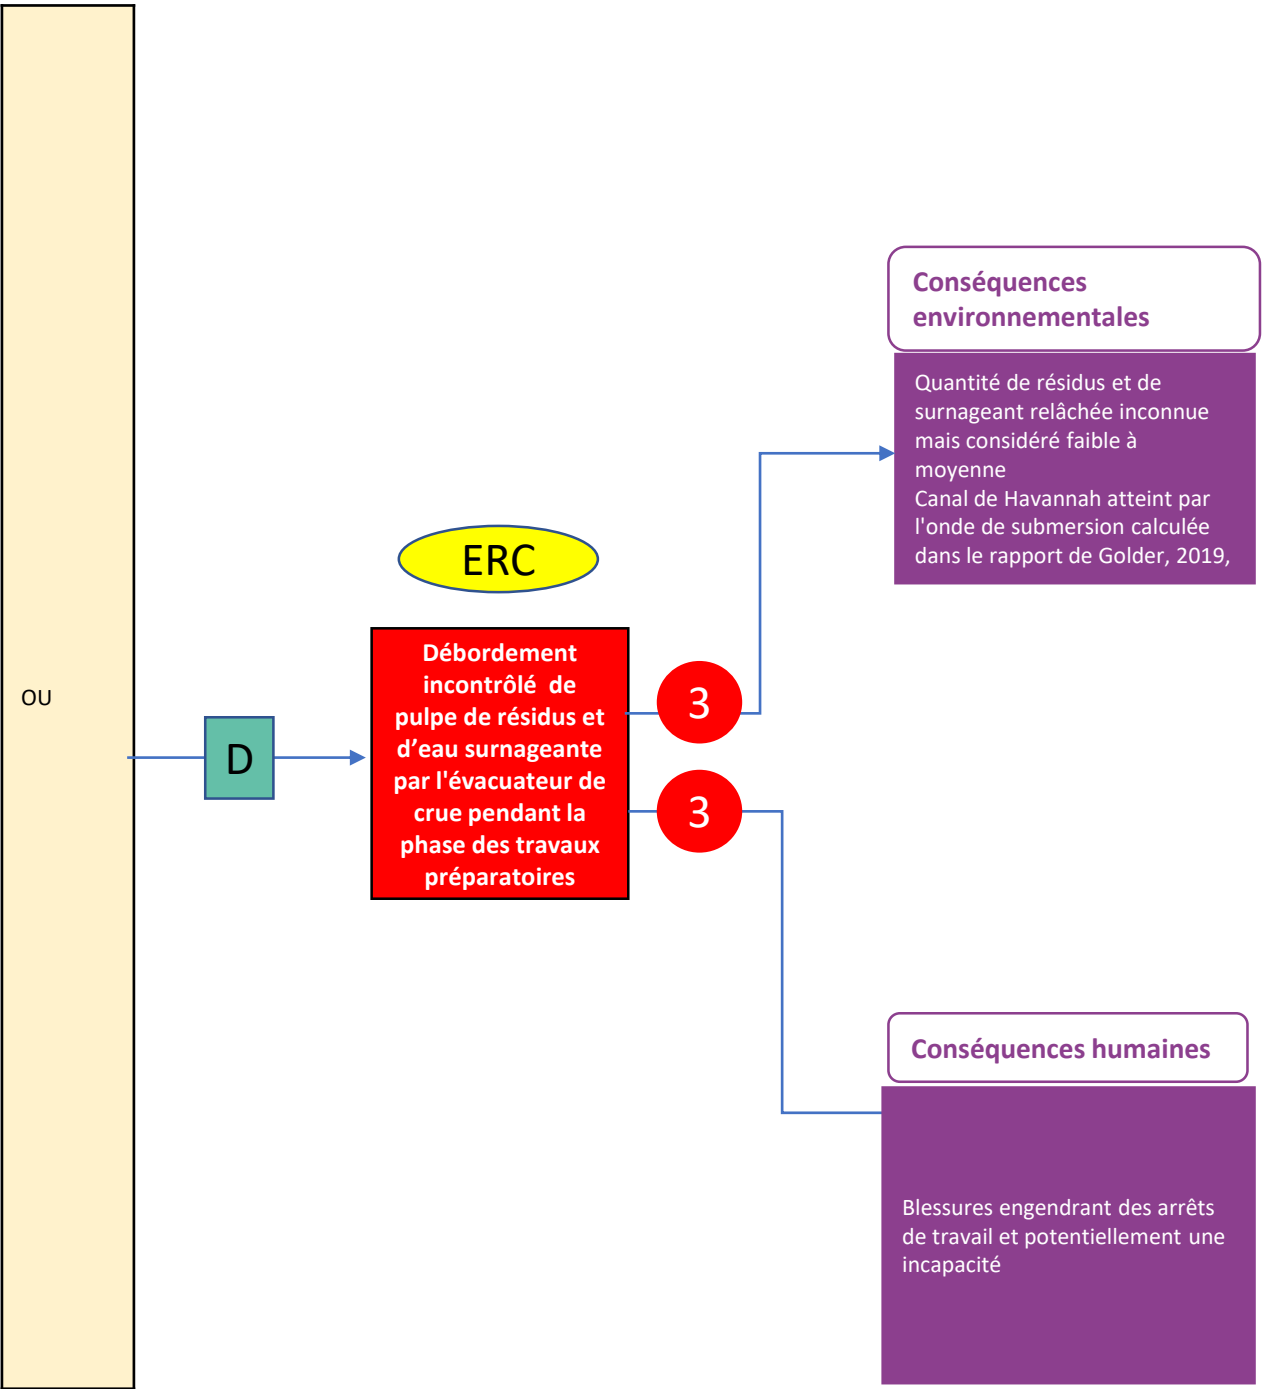 OU
D
ERC
Débordement
incontrôlé de
pulpe de résidus et
d’eau surnageante
par l'évacuateur de
crue pendant la
phase des travaux
préparatoires
3
3
Conséquences
environnementales
Quantité de résidus et de
surnageant relâchée inconnue
mais considéré faible à
moyenne
Canal de Havannah atteint par
l'onde de submersion calculée
dans le rapport de Golder, 2019,
Conséquences humaines
Blessures engendrant des arrêts
de travail et potentiellement une
incapacité